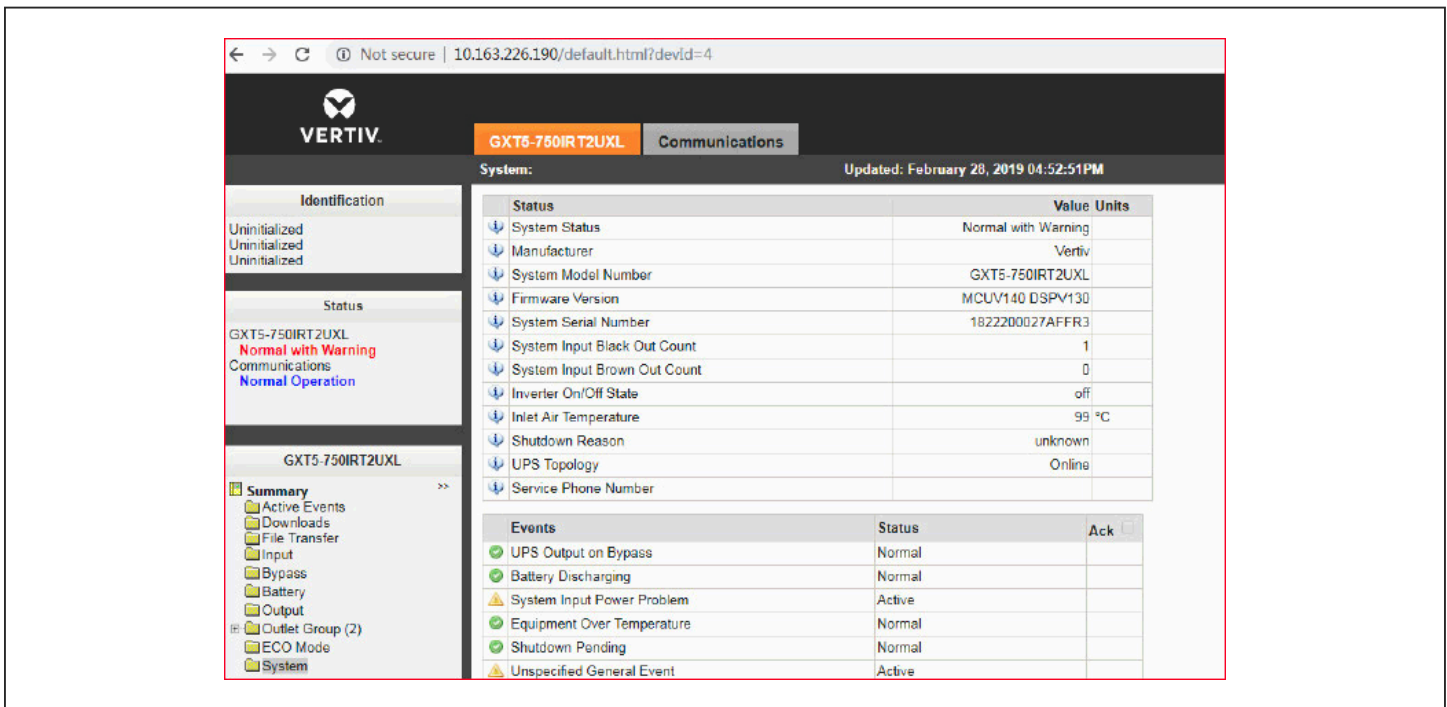 Not secure | 10.163.226.190/default.html?devid=4
VERTIV.
GXT5-750IRT2UXL Communications
System: Updated: February 28, 2019 04:52:51PM
Identification
Uninitialized
Uninitialized
Uninitialized
Status
GXT5-750IRT2UXL
Normal with Warning
Communications
Normal Operation
GXT5-750IRT2UXL
Summary >>
Active Events
Downloads
File Transfer
Input
Bypass
Battery
Output
Outlet Group (2)
ECO Mode
System
Status Value Units
System Status Normal with Warning
Manufacturer Vertiv
System Model Number GXT5-750IRT2UXL
Firmware Version MCUV140 DSPV130
System Serial Number 1822200027AFFR3
System Input Black Out Count 1
System Input Brown Out Count 0
Inverter On/Off State off
Inlet Air Temperature 99 °C
Shutdown Reason unknown
UPS Topology Online
Service Phone Number
Events Status Ack
UPS Output on Bypass Normal
Battery Discharging Normal
System Input Power Problem Active
Equipment Over Temperature Normal
Shutdown Pending Normal
Unspecified General Event Active